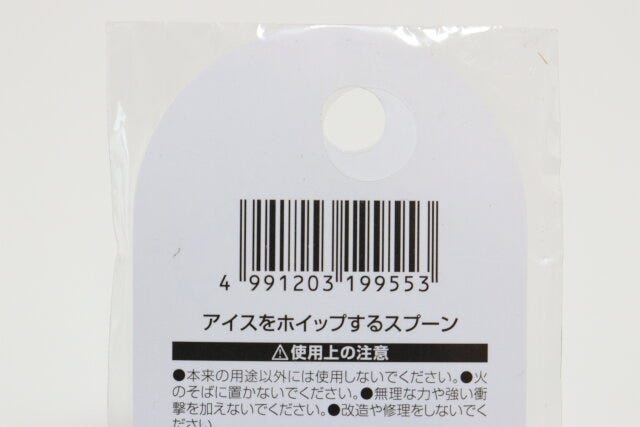 4 991203 199553
アイスをホイップするスプーン
⚠使用上の注意
●本来の用途以外には使用しないでください。●火
のそばに置かないでください。●無理な力や強い衝
撃を加えないでください。●改造や修理をしないでく
ださい。